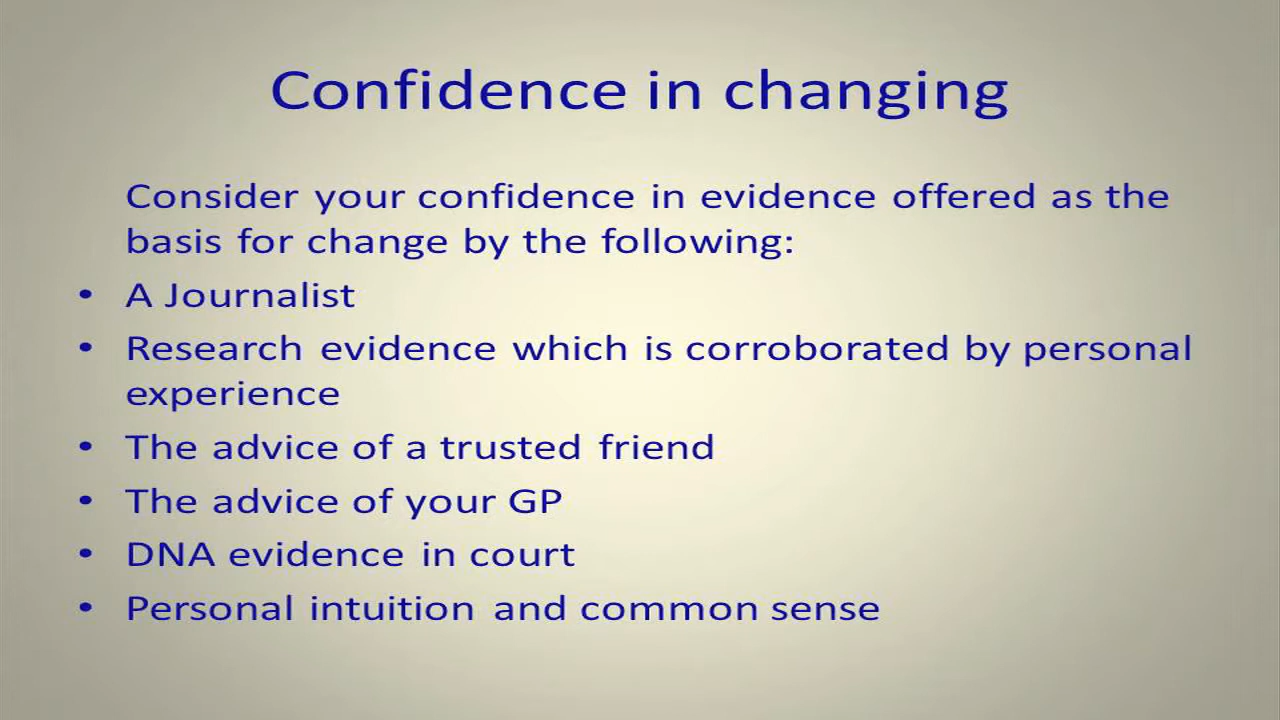 Confidence in changing
Consider your confidence in evidence offered as the
basis for change by the following:
• A Journalist
• Research evidence which is corroborated by personal
experience
• The advice of a trusted friend
• The advice of your GP
• DNA evidence in court
• Personal intuition and common sense